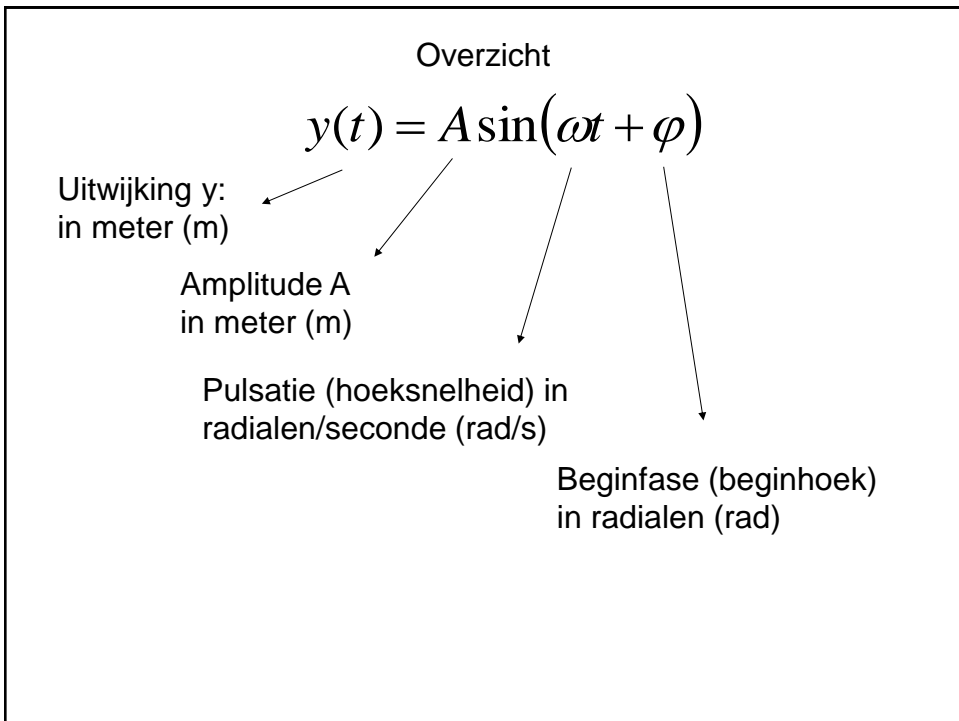 Overzicht
y(t) = A sin(ωt + φ)
Uitwijking y:
in meter (m)
Amplitude A
in meter (m)
Pulsatie (hoeksnelheid) in
radialen/seconde (rad/s)
Beginfase (beginhoek)
in radialen (rad)